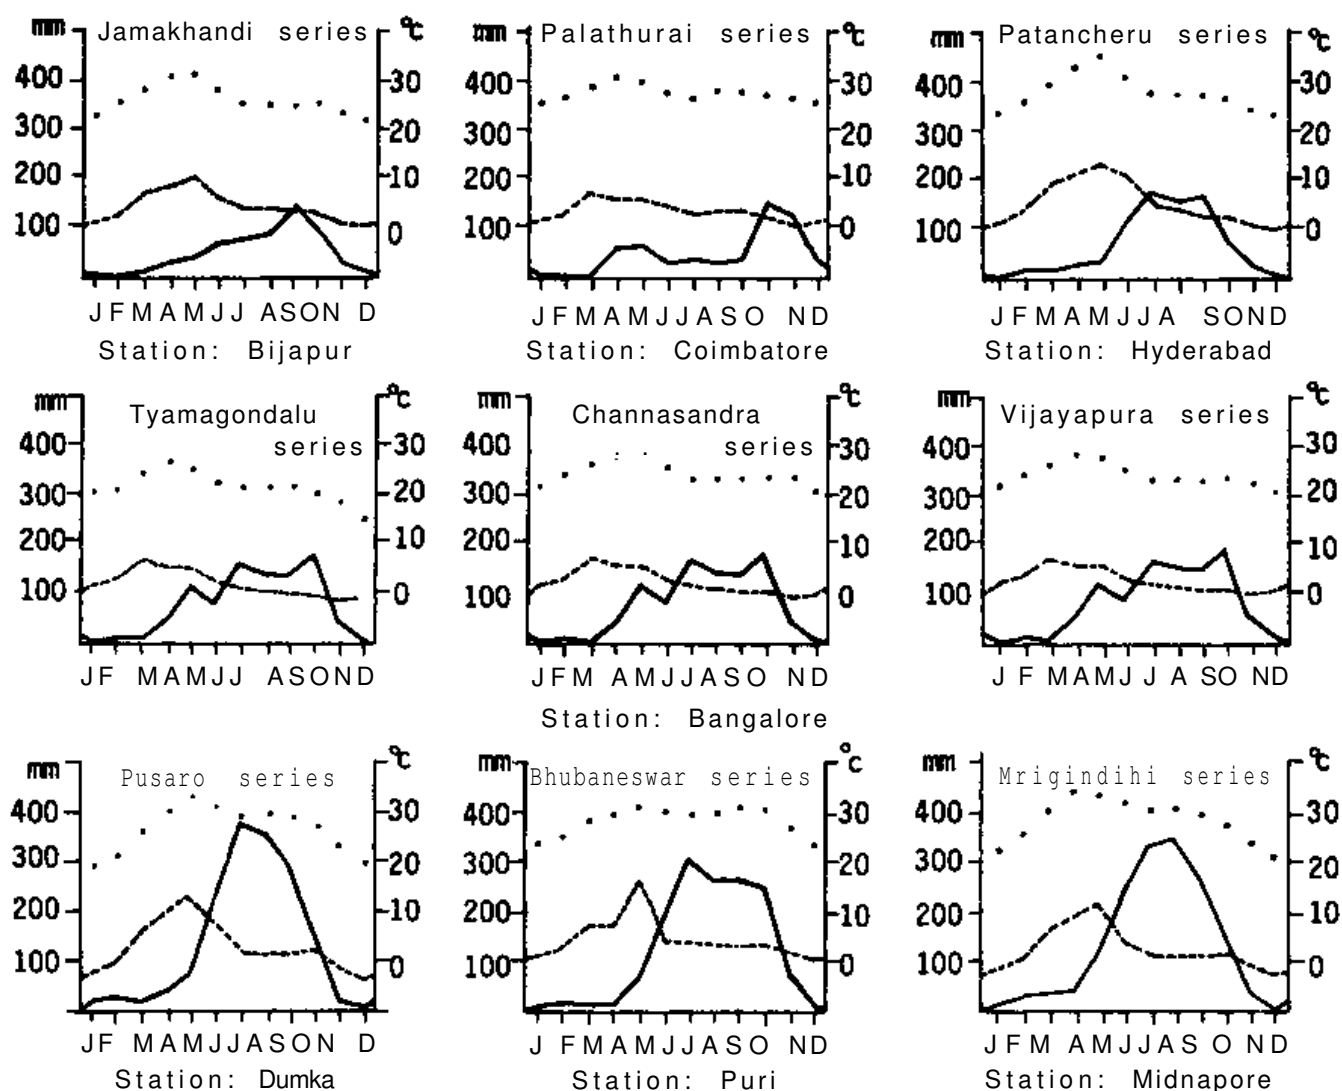 mm Jamakhandi series °C
400 30
300 20
200 10
100 0
J F M A M J J A S O N D
Station: Bijapur
mm Palathurai series °C
400 30
300 20
200 10
100 0
J F M A M J J A S O N D
Station: Coimbatore
mm Patancheru series °C
400 30
300 20
200 10
100 0
J F M A M J J A S O N D
Station: Hyderabad
mm Tyamagondalu °C
series
400 30
300 20
200 10
100 0
J F M A M J J A S O N D
mm Channasandra °C
series
400 30
300 20
200 10
100 0
J F M A M J J A S O N D
Station: Bangalore
mm Vijayapura series °C
400 30
300 20
200 10
100 0
J F M A M J J A S O N D
mm Pusaro series °C
400 30
300 20
200 10
100 0
J F M A M J J A S O N D
Station: Dumka
mm Bhubaneswar series °C
400 30
300 20
200 10
100 0
J F M A M J J A S O N D
Station: Puri
mm Mrigindihi series °C
400 30
300 20
200 10
100 0
J F M A M J J A S O N D
Station: Midnapore